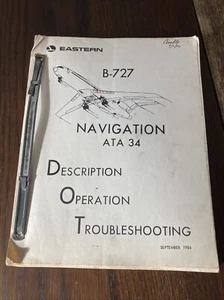 EASTERN
B-727
NAVIGATION
ATA 34
DESCRIPTION
OPERATION
TROUBLESHOOTING
SEPTEMBER 1984